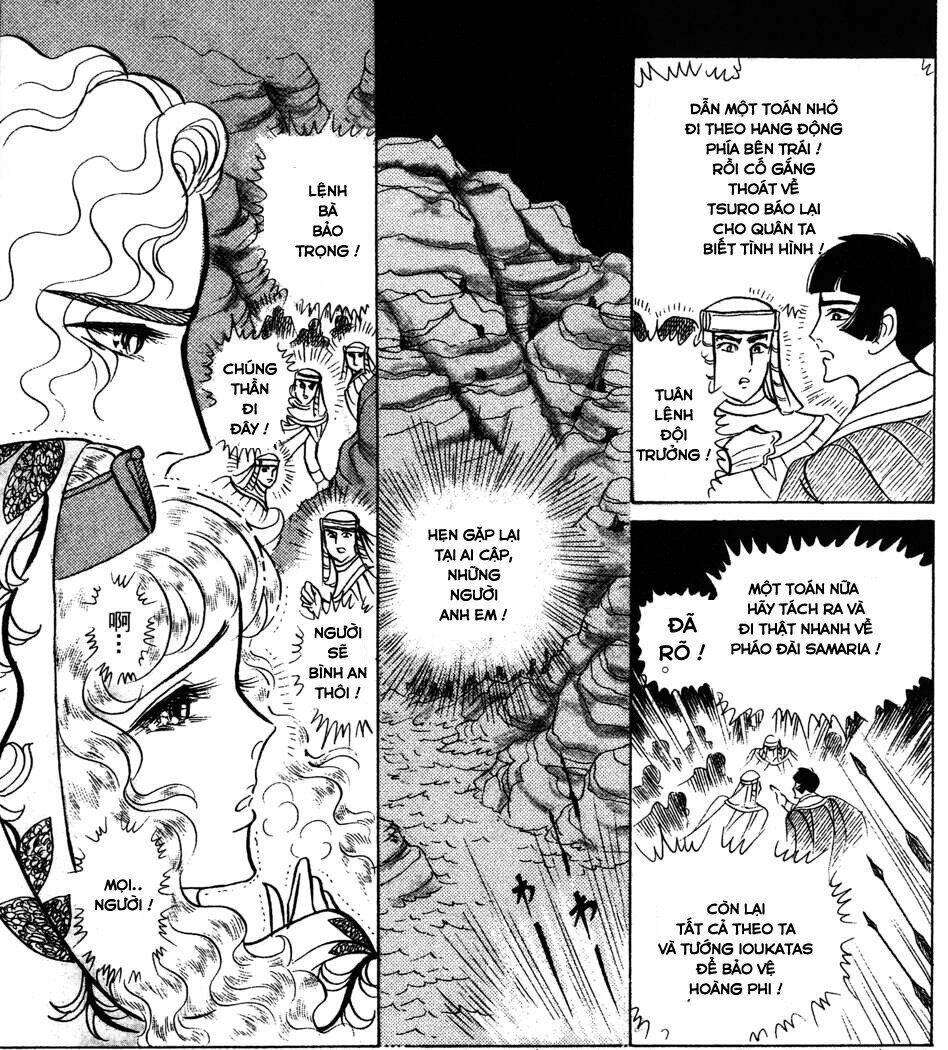 DẪN MỘT TOÁN NHỎ
ĐI THEO HANG ĐỘNG
PHÍA BÊN TRÁI !
RỒI CỐ GẮNG
THOÁT VỀ
TSURO BÁO LẠI
CHO QUÂN TA
BIẾT TÌNH HÌNH !
TUÂN
LỆNH
ĐỘI
TRƯỞNG !
MỘT TOÁN NỮA
HÃY TÁCH RA VÀ
ĐI THẬT NHANH VỀ
PHÁO ĐÀI SAMARIA !
ĐÃ
RÕ !
CÒN LẠI
TẤT CẢ THEO TA
VÀ TƯỚNG IOUKATAS
ĐỂ BẢO VỆ
HOÀNG PHI !
HẸN GẶP LẠI
TẠI AI CẬP,
NHỮNG
NGƯỜI
ANH EM !
わ
わ
LỆNH
BÀ
BẢO
TRỌNG !
CHÚNG
THẦN
ĐI
ĐÂY !
NGƯỜI
SẼ
BÌNH AN
THÔI !
啊
...
MỌI..
NGƯỜI !